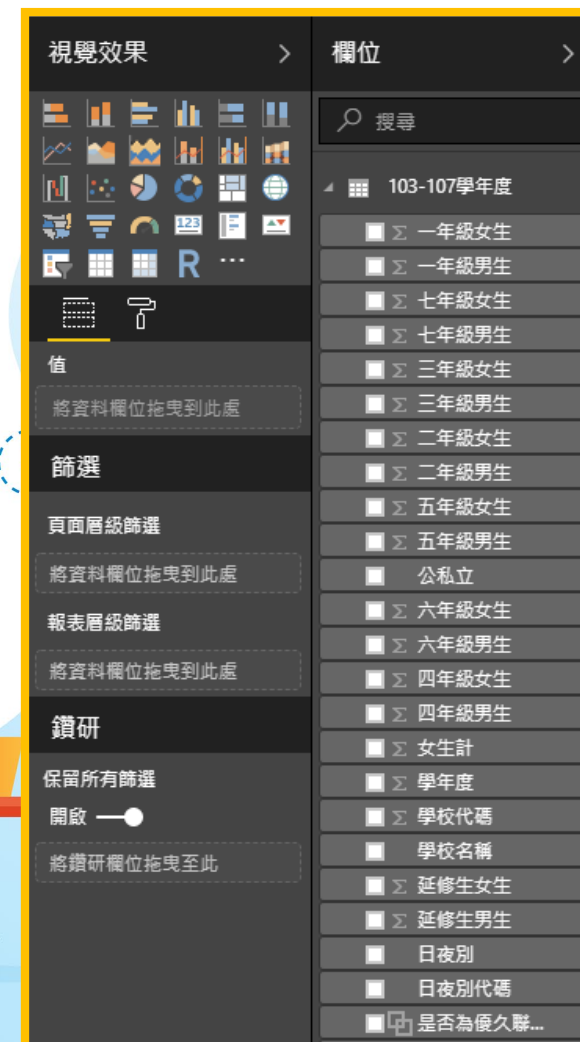 視覺效果
123
R
值
將資料欄位拖曳到此處
篩選
頁面層級篩選
將資料欄位拖曳到此處
報表層級篩選
將資料欄位拖曳到此處
鑽研
保留所有篩選
開啟
將鑽研欄位拖曳至此
欄位
搜尋
103-107學年度
Σ 一年級女生
Σ 一年級男生
Σ 七年級女生
Σ 七年級男生
Σ 三年級女生
Σ 三年級男生
Σ 二年級女生
Σ 二年級男生
Σ 五年級女生
Σ 五年級男生
公私立
Σ 六年級女生
Σ 六年級男生
Σ 四年級女生
Σ 四年級男生
Σ 女生計
Σ 學年度
Σ 學校代碼
學校名稱
Σ 延修生女生
Σ 延修生男生
日夜別
日夜別代碼
是否為優久聯...